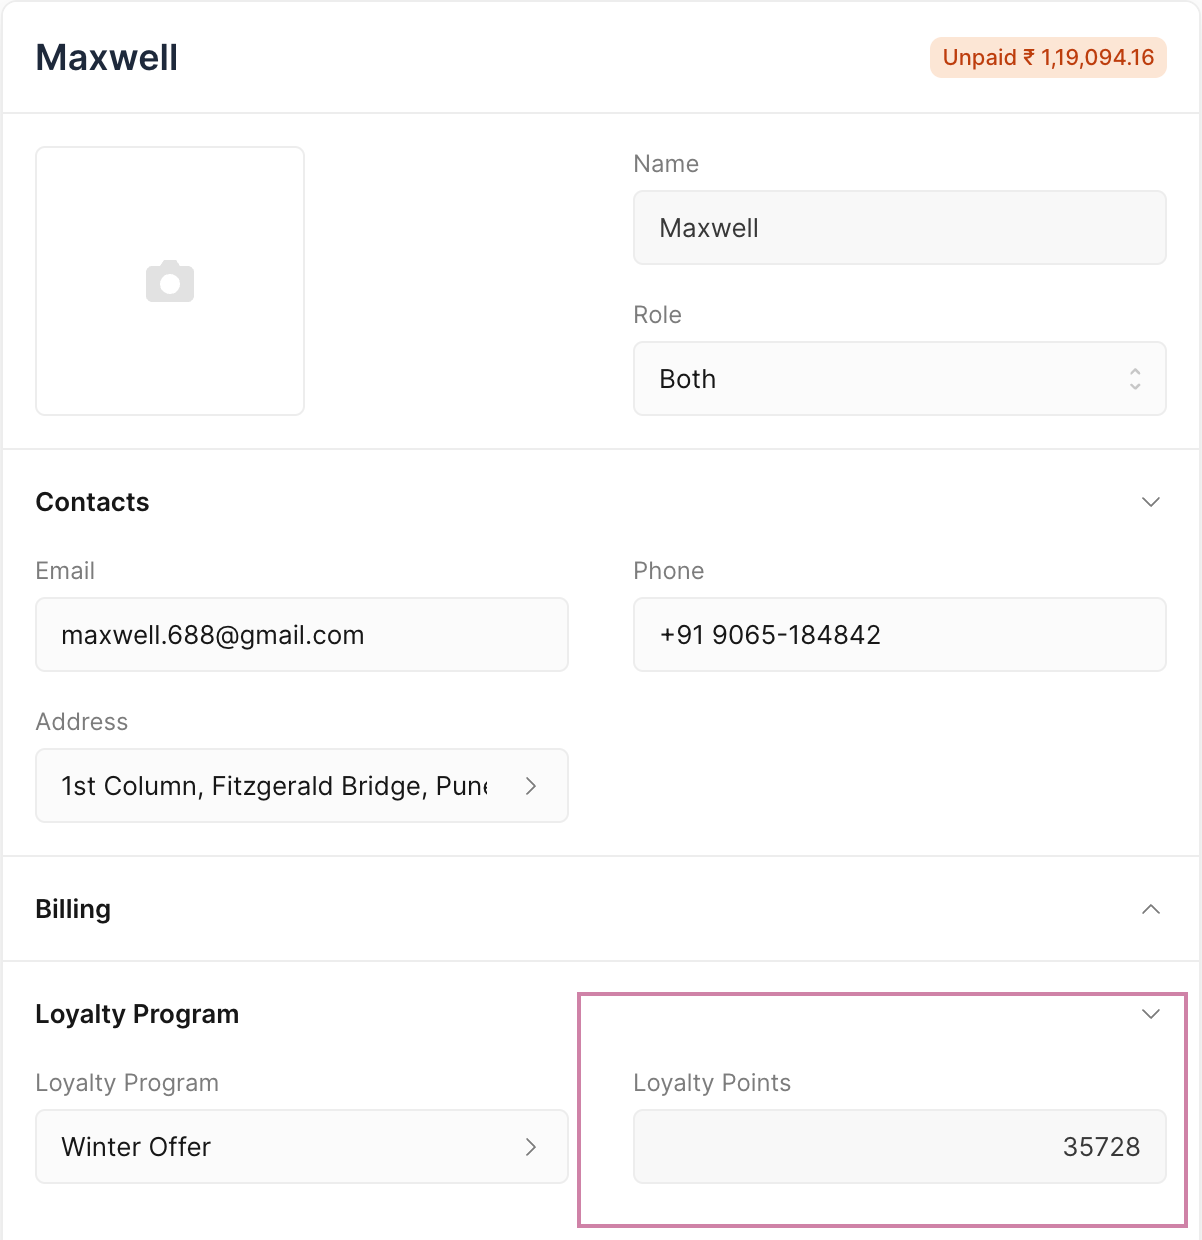 Maxwell
Unpaid ₹ 1,19,094.16
Name
Maxwell
Role
Both
Contacts
Email
Phone
maxwell.688@gmail.com
+91 9065-184842
Address
1st Column, Fitzgerald Bridge, Pune
Billing
Loyalty Program
Loyalty Program
Loyalty Points
Winter Offer
35728